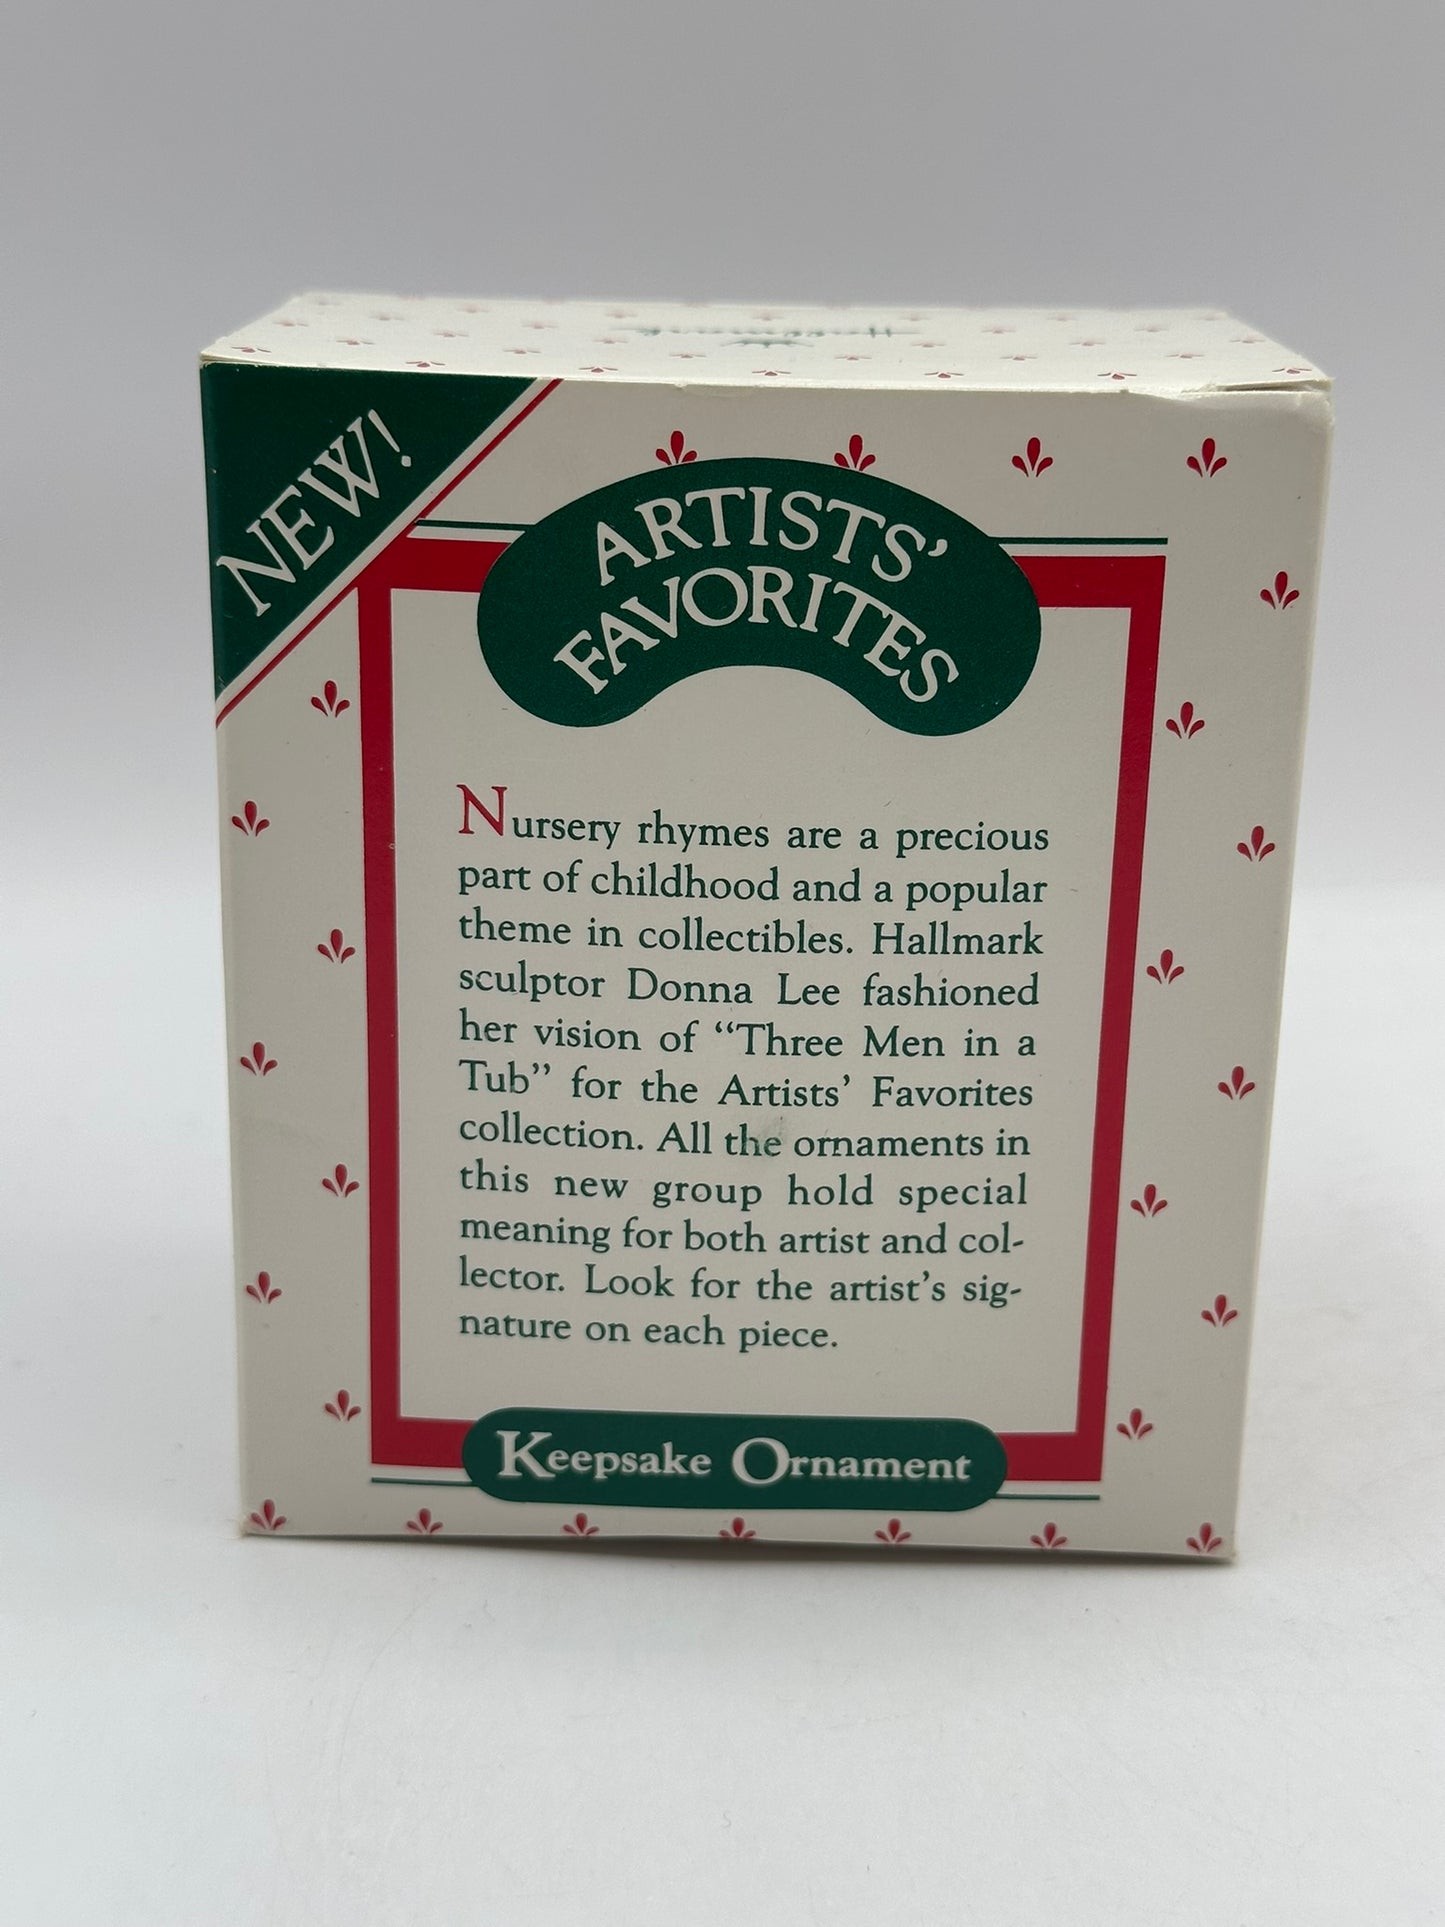 NEW!
ARTISTS'
FAVORITES
Nursery rhymes are a precious
part of childhood and a popular
theme in collectibles. Hallmark
sculptor Donna Lee fashioned
her vision of “Three Men in a
Tub” for the Artists’ Favorites
collection. All the ornaments in
this new group hold special
meaning for both artist and col-
lector. Look for the artist’s sig-
nature on each piece.
Keepsake Ornament